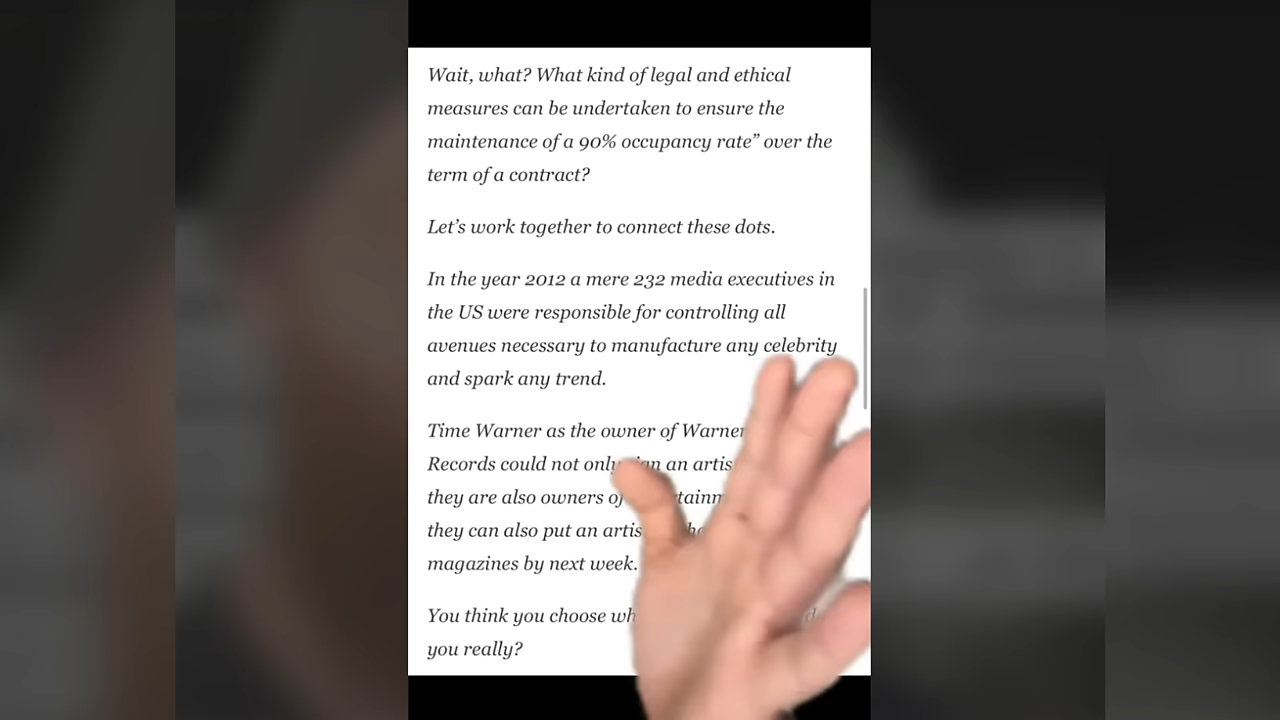 Wait, what? What kind of legal and ethical
measures can be undertaken to ensure the
maintenance of a 90% occupancy rate” over the
term of a contract?
Let’s work together to connect these dots.
In the year 2012 a mere 232 media executives in
the US were responsible for controlling all
avenues necessary to manufacture any celebrity
and spark any trend.
Time Warner as the owner of Warner
Records could not only an
they are also owners of
they can also put an
magazines by next week.
You think you choose
you really?